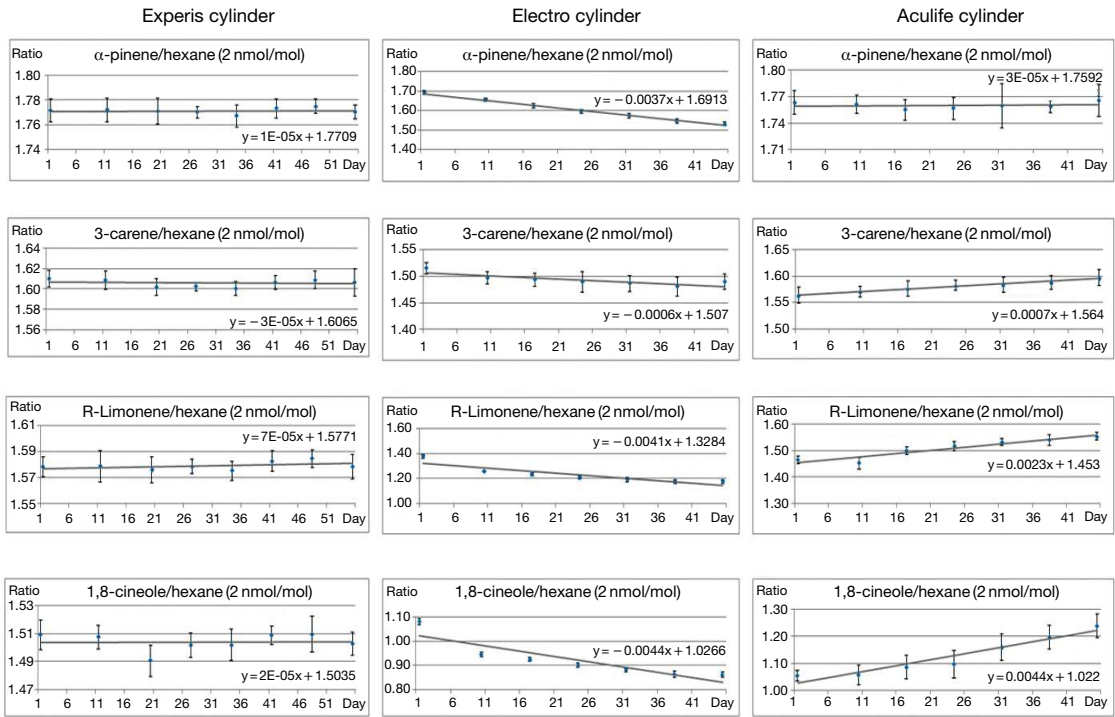 Experis cylinder Electro cylinder Aculife cylinder
Ratio α-pinene/hexane (2 nmol/mol)
1.80
1.78
1.76
1.74
y = 1E-05x + 1.7709
1 6 11 16 21 26 31 36 41 46 51 Day
Ratio α-pinene/hexane (2 nmol/mol)
1.80
1.70
1.60
1.50
1.40
y = − 0.0037x + 1.6913
1 6 11 16 21 26 31 36 41 Day
Ratio α-pinene/hexane (2 nmol/mol)
1.80
1.77
1.74
1.71
y = 3E-05x + 1.7592
1 6 11 16 21 26 31 36 41 Day
Ratio 3-carene/hexane (2 nmol/mol)
1.64
1.62
1.60
1.58
1.56
y = − 3E-05x + 1.6065
1 6 11 16 21 26 31 36 41 46 51 Day
Ratio 3-carene/hexane (2 nmol/mol)
1.55
1.50
1.45
1.40
y = −0.0006x + 1.507
1 6 11 16 21 26 31 36 41 Day
Ratio 3-carene/hexane (2 nmol/mol)
1.65
1.60
1.55
1.50
y = 0.0007x + 1.564
1 6 11 16 21 26 31 36 41 Day
Ratio R-Limonene/hexane (2 nmol/mol)
1.61
1.59
1.57
1.55
y = 7E-05x + 1.5771
1 6 11 16 21 26 31 36 41 46 51 Day
Ratio R-Limonene/hexane (2 nmol/mol)
1.60
1.40
1.20
1.00
y = −0.0041x + 1.3284
1 6 11 16 21 26 31 36 41 Day
Ratio R-Limonene/hexane (2 nmol/mol)
1.60
1.50
1.40
1.30
y = 0.0023x + 1.453
1 6 11 16 21 26 31 36 41 Day
Ratio 1,8-cineole/hexane (2 nmol/mol)
1.53
1.51
1.49
1.47
y = 2E-05x + 1.5035
1 6 11 16 21 26 31 36 41 46 51 Day
Ratio 1,8-cineole/hexane (2 nmol/mol)
1.10
1.00
0.90
0.80
y = −0.0044x + 1.0266
1 6 11 16 21 26 31 36 41 Day
Ratio 1,8-cineole/hexane (2 nmol/mol)
1.30
1.20
1.10
1.00
y = 0.0044x + 1.022
1 6 11 16 21 26 31 36 41 Day